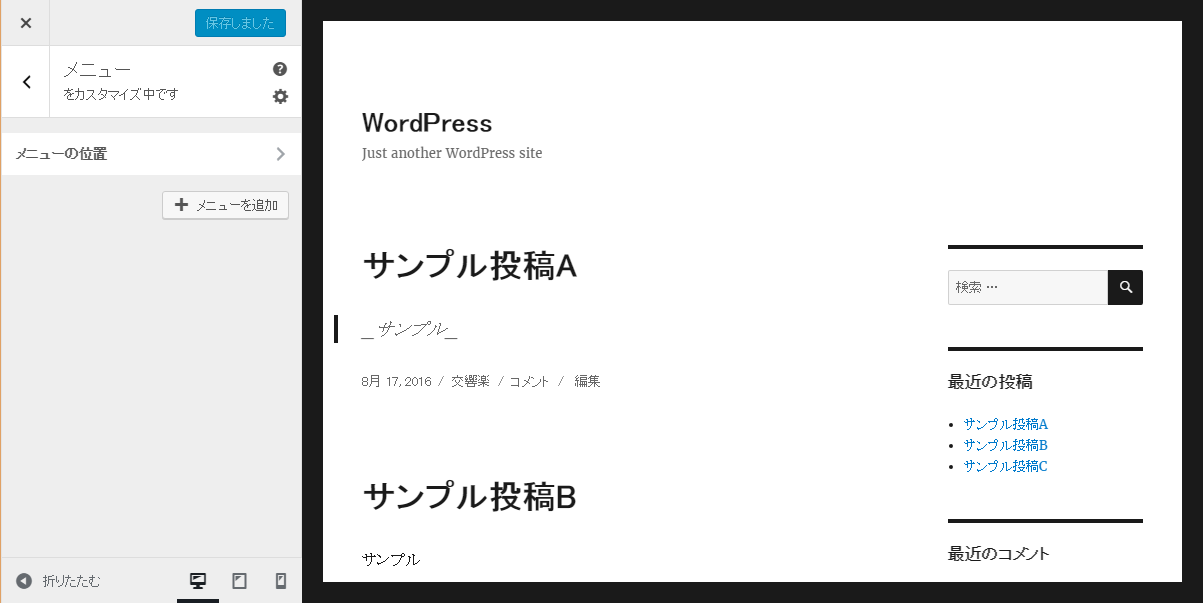 保存しました
メニュー
をカスタマイズ中です
メニューの位置
メニューを追加
折りたたむ
WordPress
Just another WordPress site
サンプル投稿A
_サンプル_
8月 17, 2016 / 交響楽 / コメント / 編集
サンプル投稿B
サンプル
検索 …
最近の投稿
サンプル投稿A
サンプル投稿B
サンプル投稿C
最近のコメント